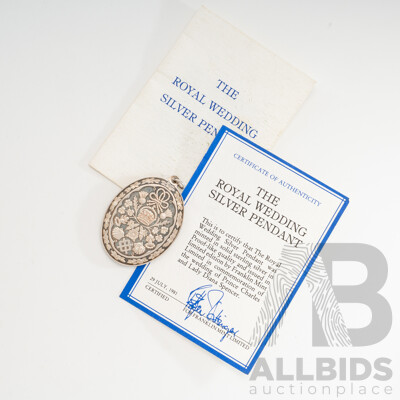 THE
ROYAL WEDDING
SILVER PENDANT
CERTIFICATE OF AUTHENTICITY
THE
ROYAL WEDDING
SILVER PENDANT
This is to certify that The Royal
Wedding Silver Pendant was
minted in solid sterling silver in
Proof-like quality, and issued in
limited edition by Franklin Mint
Limited in commemoration of
the wedding of Prince Charles
and Lady Diana Spencer.
29 JULY, 1981
CERTIFIED
THE FRANKLIN MINT LIMITED
ALLBIDS
auctionplace